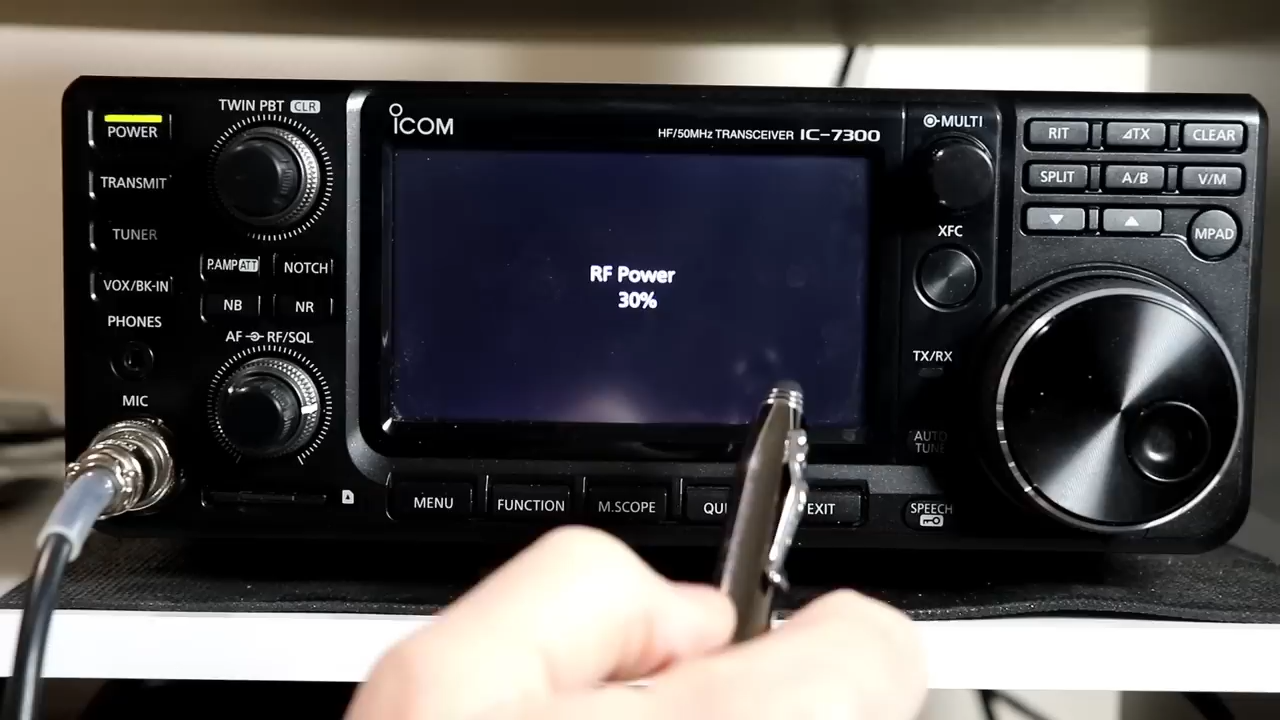 POWER
TRANSMIT
TUNER
VOX/BK-IN
PHONES
MIC
TWIN PBT CLR
P.AMP ATT
NOTCH
NB
NR
AF RF/SQL
ICOM
HF/50MHz TRANSCEIVER IC-7300
RF Power
30%
MENU
FUNCTION
M.SCOPE
QU
EXIT
MULTI
XFC
TX/RX
AUTO
TUNE
SPEECH
RIT
⊿TX
CLEAR
SPLIT
A/B
V/M
MPAD